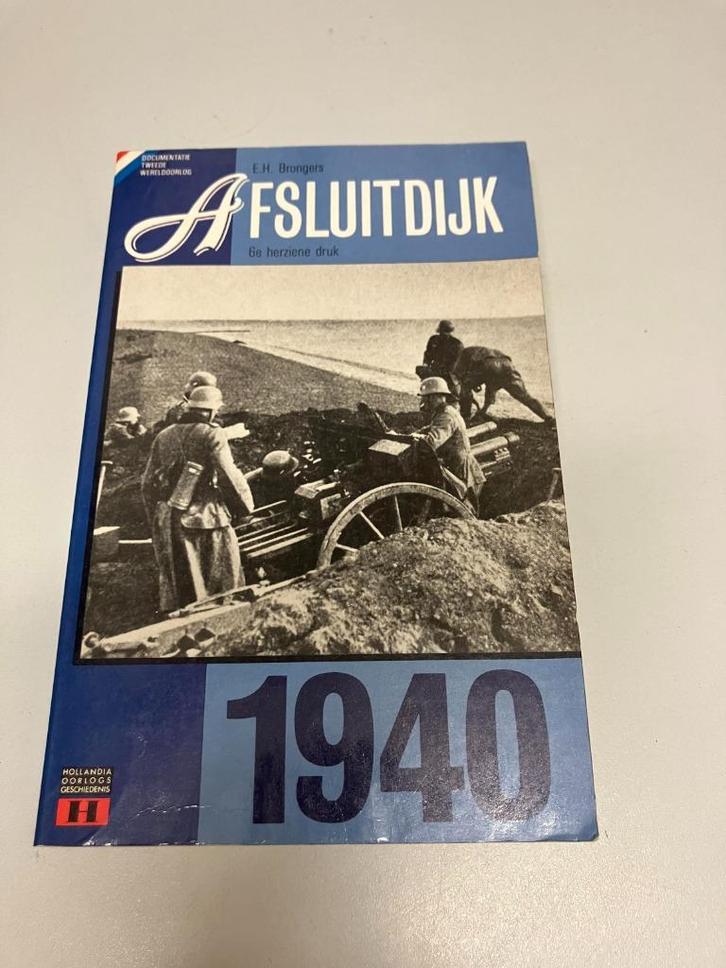 DOCUMENTATIE
TWEEDE
WERELDOORLOG
E.H. Brongers
AFSLUITDIJK
6e herziene druk
1940
HOLLANDIA
OORLOGS
GESCHIEDENIS
H